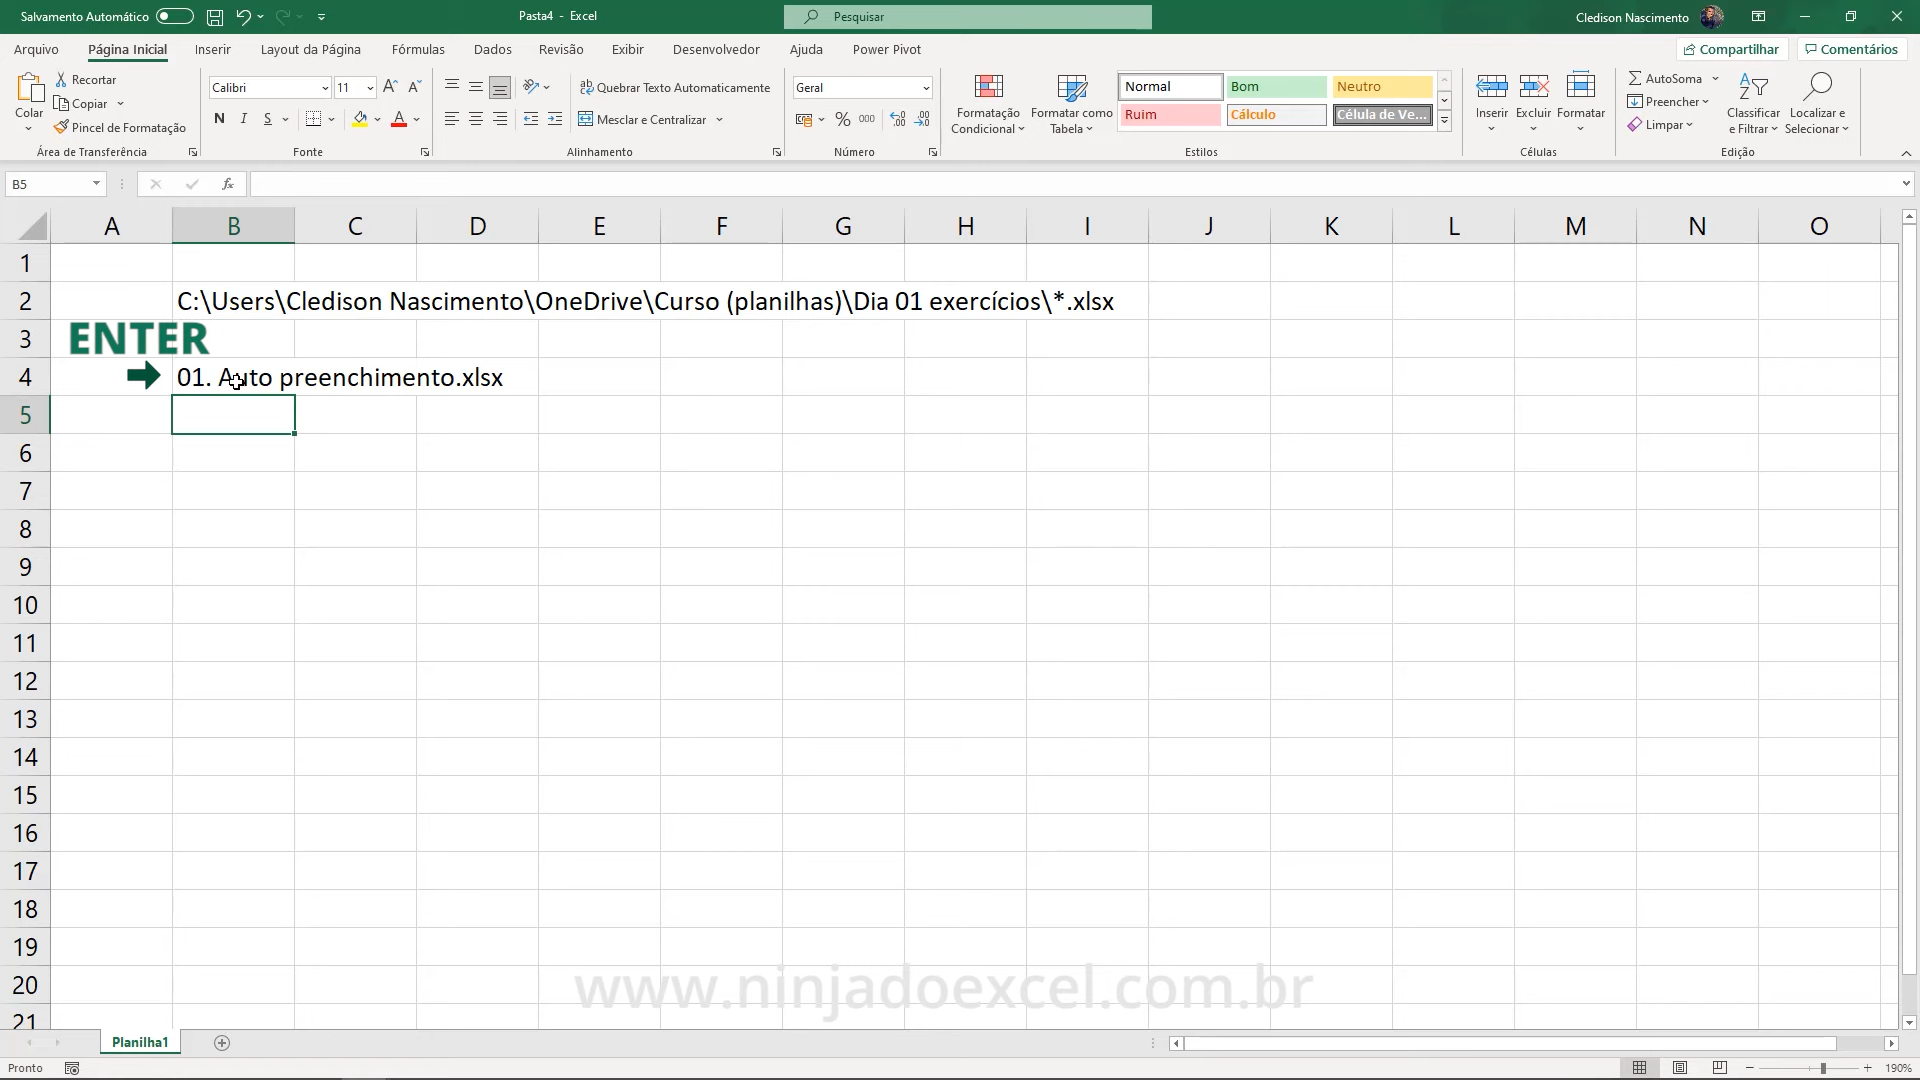 Salvamento Automático
Pasta4 - Excel
Pesquisar
Cledison Nascimento
Arquivo Página Inicial Inserir Layout da Página Fórmulas Dados Revisão Exibir Desenvolvedor Ajuda Power Pivot
Compartilhar Comentários
Colar
Recortar
Copiar
Pincel de Formatação
Área de Transferência
Calibri 11
N I S
Fonte
Quebrar Texto Automaticamente
Mesclar e Centralizar
Alinhamento
Geral
% 000
Número
Formatação
Condicional
Formatar como
Tabela
Normal Bom Neutro
Ruim Cálculo Célula de Ve...
Estilos
Inserir Excluir Formatar
Células
AutoSoma
Preencher
Limpar
Classificar
e Filtrar
Localizar e
Selecionar
Edição
B5
fx
A B C D E F G H I J K L M N O
1
2 C:\Users\Cledison Nascimento\OneDrive\Curso (planilhas)\Dia 01 exercícios\*.xlsx
3 ENTER
4 01. Auto preenchimento.xlsx
5
6
7
8
9
10
11
12
13
14
15
16
17
18
19
20
www.ninjadoexcel.com.br
21
Planilha1
Pronto
190%